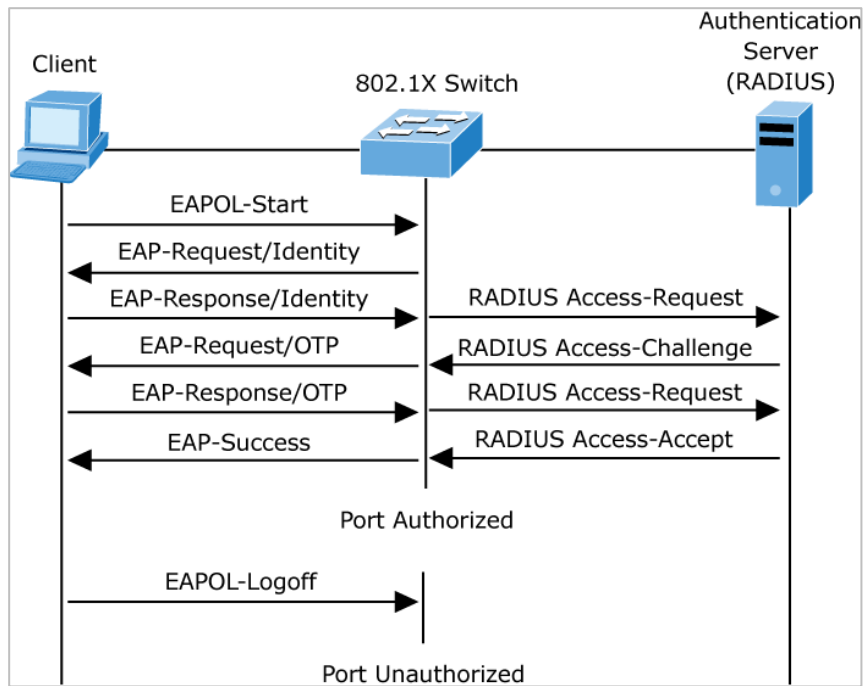 Authentication
Server
(RADIUS)
Client
802.1X Switch
EAPOL-Start
EAP-Request/Identity
EAP-Response/Identity
RADIUS Access-Request
EAP-Request/OTP
RADIUS Access-Challenge
EAP-Response/OTP
RADIUS Access-Request
EAP-Success
RADIUS Access-Accept
Port Authorized
EAPOL-Logoff
Port Unauthorized